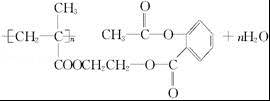 CH₃ O
⁅CH₂—C⁆ₙ CH₃—C—O + nH₂O
COOCH₂CH₂—O—C
O